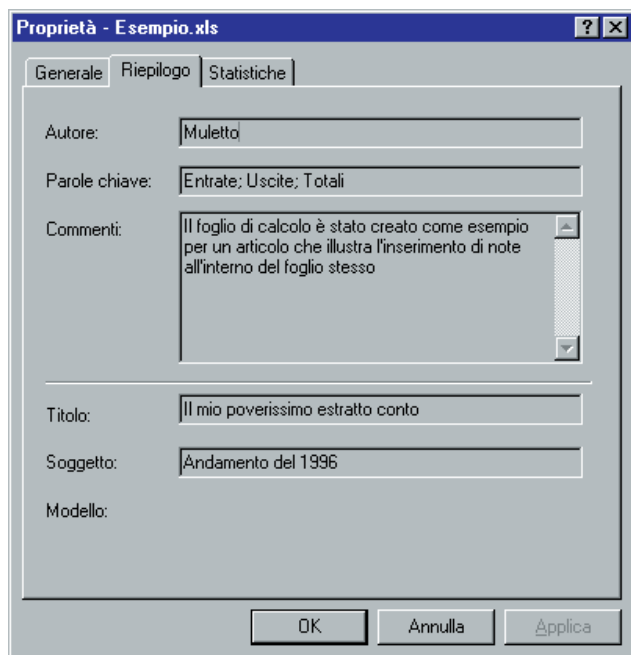 Proprietà - Esempio.xls
Generale Riepilogo Statistiche
Autore: Muletto
Parole chiave: Entrate; Uscite; Totali
Commenti: Il foglio di calcolo è stato creato come esempio
per un articolo che illustra l'inserimento di note
all'interno del foglio stesso
Titolo: Il mio poverissimo estratto conto
Soggetto: Andamento del 1996
Modello:
OK Annulla Applica